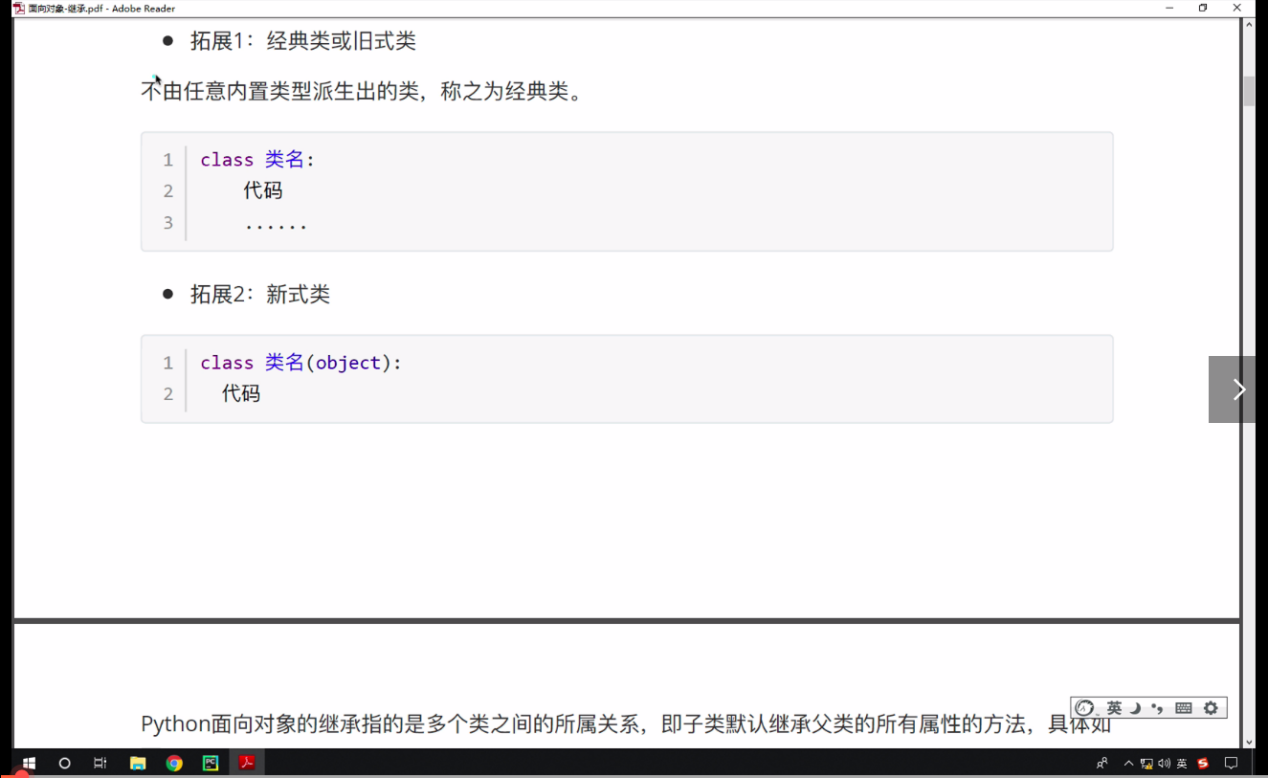 面向对象-继承.pdf - Adobe Reader
拓展1：经典类或旧式类
不由任意内置类型派生出的类，称之为经典类。
1 class 类名:
2 代码
3 ......
拓展2：新式类
1 class 类名(object):
2 代码
英
Python面向对象的继承指的是多个类之间的所属关系，即子类默认继承父类的所有属性的方法，具体如
英